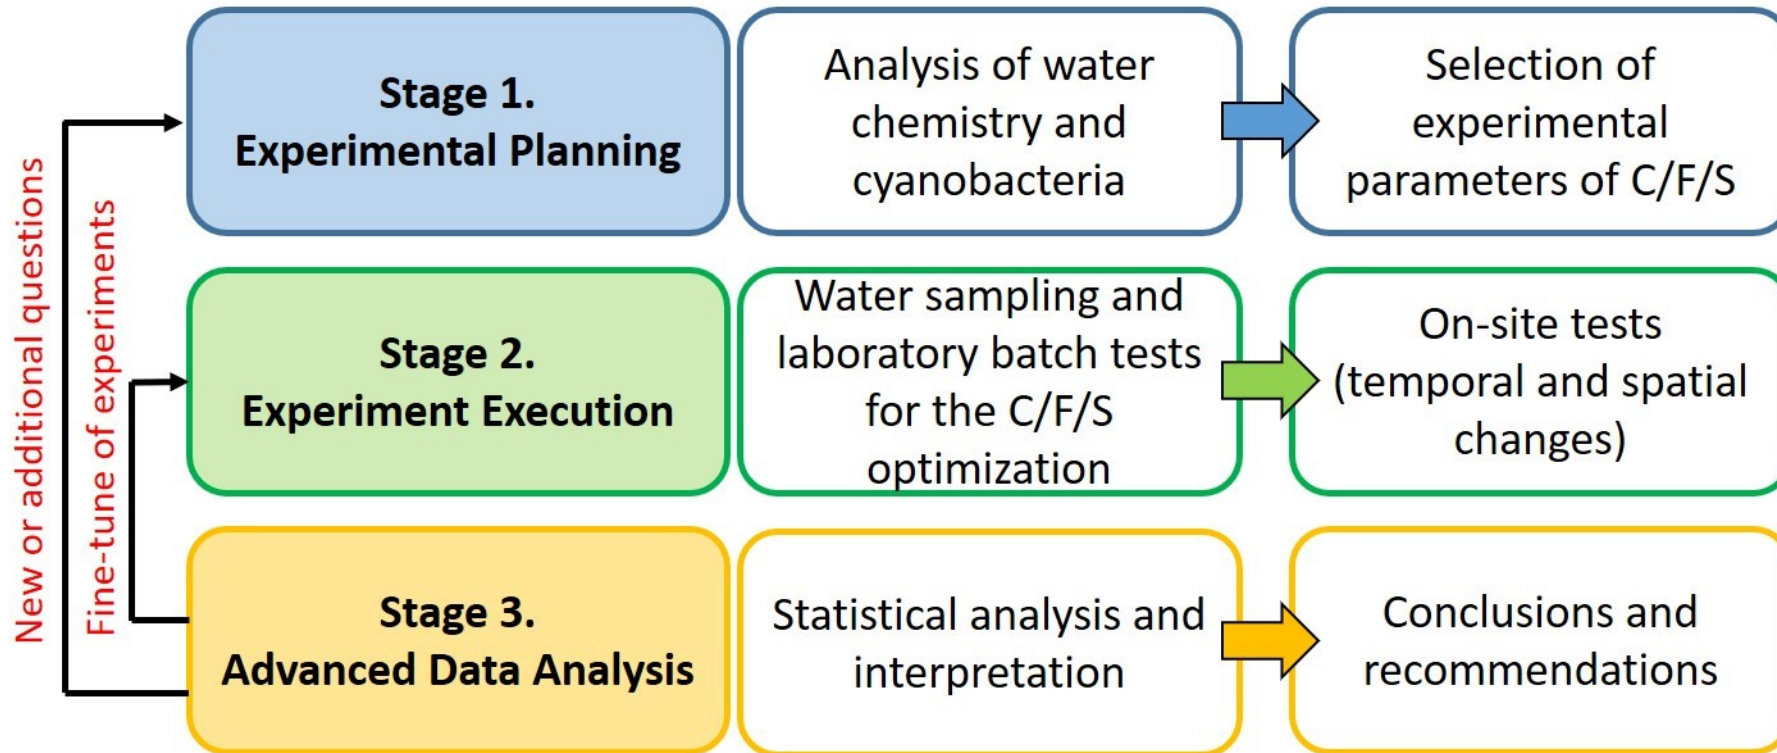 New or additional questions
Fine-tune of experiments
Stage 1.
Experimental Planning
Analysis of water
chemistry and
cyanobacteria
Selection of
experimental
parameters of C/F/S
Stage 2.
Experiment Execution
Water sampling and
laboratory batch tests
for the C/F/S
optimization
On-site tests
(temporal and spatial
changes)
Stage 3.
Advanced Data Analysis
Statistical analysis and
interpretation
Conclusions and
recommendations